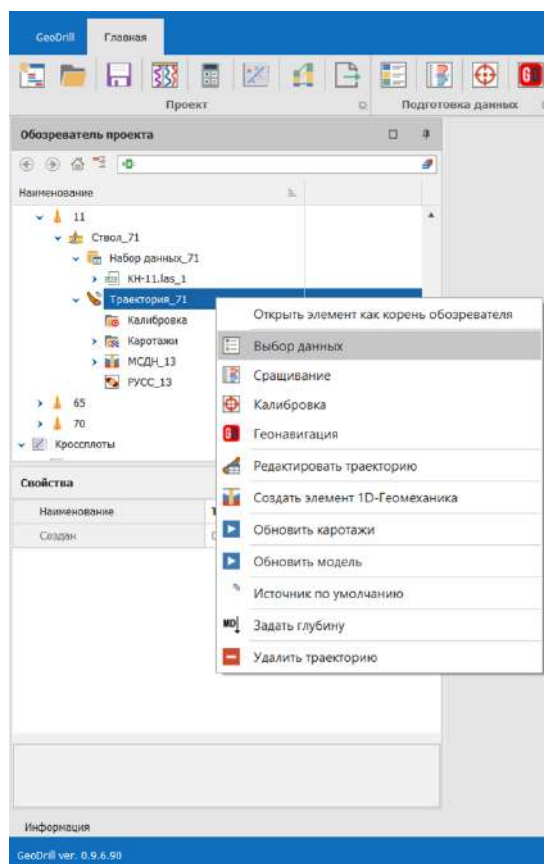 GeoDrill Главная
Проект Подготовка данных
Обозреватель проекта
Наименование
11
Ствол_71
Набор данных_71
КН-11.las_1
Траектория_71
Калибровка
Каротажи
МСДН_13
РУСС_13
65
70
Кроссплоты
Открыть элемент как корень обозревателя
Выбор данных
Сращивание
Калибровка
Геонавигация
Редактировать траекторию
Создать элемент 1D-Геомеханика
Обновить каротажи
Обновить модель
Источник по умолчанию
MD Задать глубину
Удалить траекторию
Свойства
Наименование
Создан
Информация
GeoDrill ver. 0.9.6.90